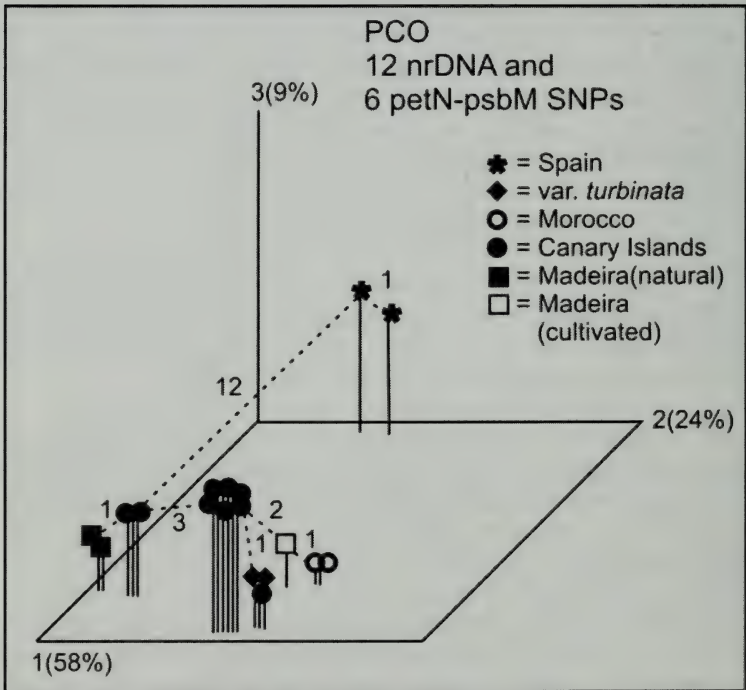 PCO
12 nrDNA and
6 petN-psbM SNPs
3(9%)
= Spain
= var. turbinata
= Morocco
= Canary Islands
= Madeira(natural)
= Madeira
(cultivated)
1
12
2(24%)
1
3
2
1
1
1(58%)